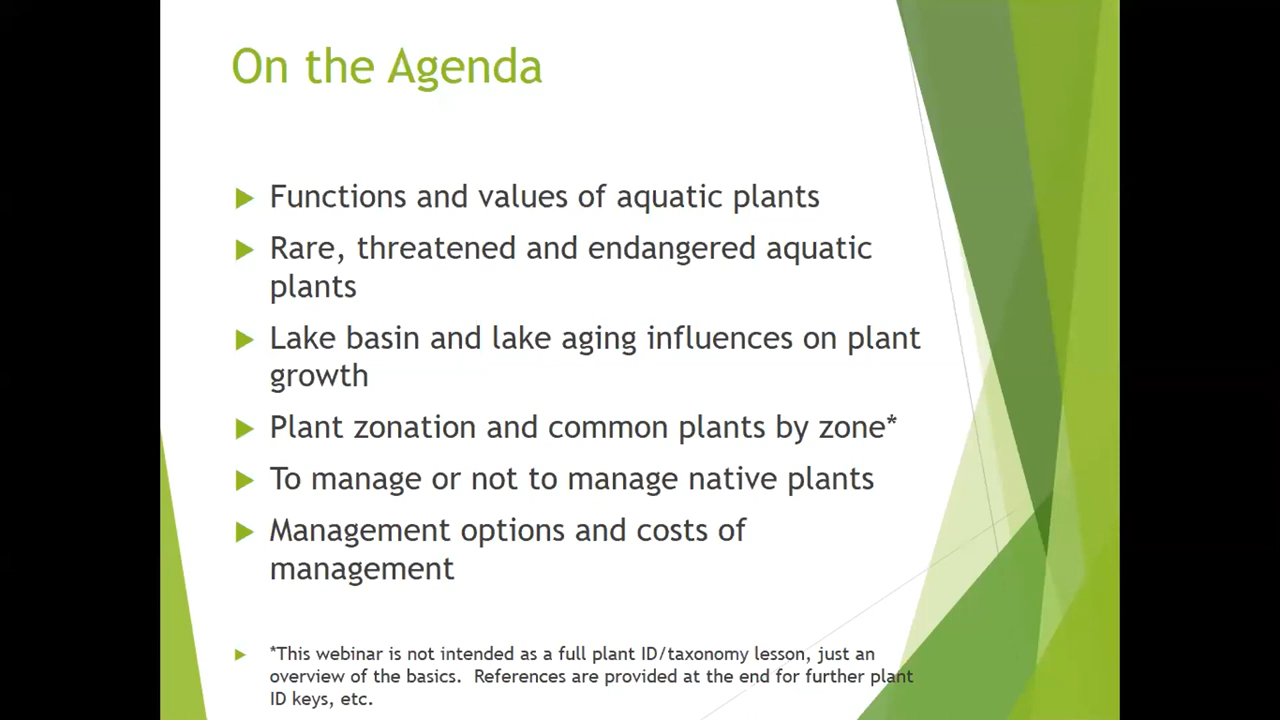 On the Agenda
Functions and values of aquatic plants
Rare, threatened and endangered aquatic
plants
Lake basin and lake aging influences on plant
growth
Plant zonation and common plants by zone*
To manage or not to manage native plants
Management options and costs of
management
*This webinar is not intended as a full plant ID/taxonomy lesson, just an
overview of the basics.  References are provided at the end for further plant
ID keys, etc.